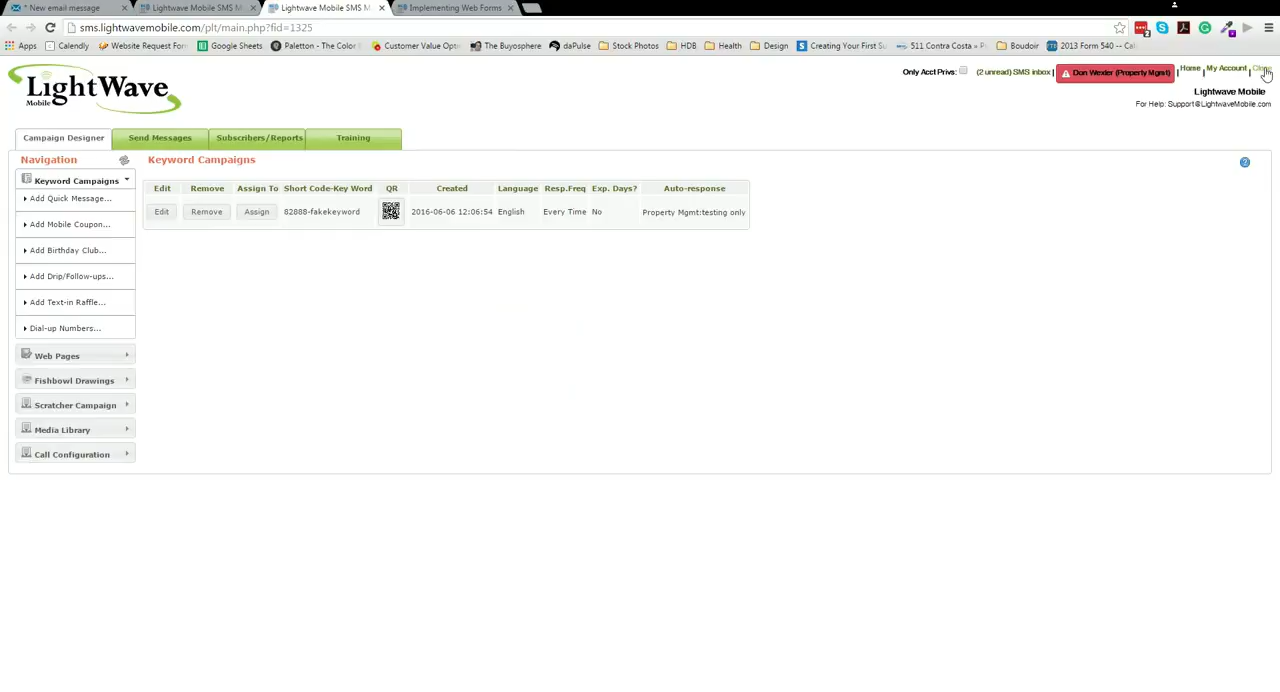 * New email message
Lightwave Mobile SMS M
Lightwave Mobile SMS M
Implementing Web Forms
sms.lightwavemobile.com/plt/main.php?fid=1325
Apps
Calendly
Website Request Form
Google Sheets
Paletton - The Color
Customer Value Opti
The Buyosphere
daPulse
Stock Photos
HDB
Health
Design
Creating Your First Su
511 Contra Costa »
Boudoir
2013 Form 540 -- Cali
LightWave
Mobile
Only Acct Privs:
(2 unread) SMS inbox |
Don Wexler (Property Mgmt)
| Home | My Account | Close
Lightwave Mobile
For Help: Support@LightwaveMobile.com
Campaign Designer
Send Messages
Subscribers/Reports
Training
Navigation
Keyword Campaigns
Add Quick Message...
Add Mobile Coupon...
Add Birthday Club...
Add Drip/Follow-ups...
Add Text-in Raffle...
Dial-up Numbers...
Web Pages
Fishbowl Drawings
Scratcher Campaign
Media Library
Call Configuration
Keyword Campaigns
Edit Remove Assign To Short Code-Key Word QR Created Language Resp.Freq Exp. Days? Auto-response
Edit Remove Assign 82888-fakekeyword 2016-06-06 12:06:54 English Every Time No Property Mgmt:testing only